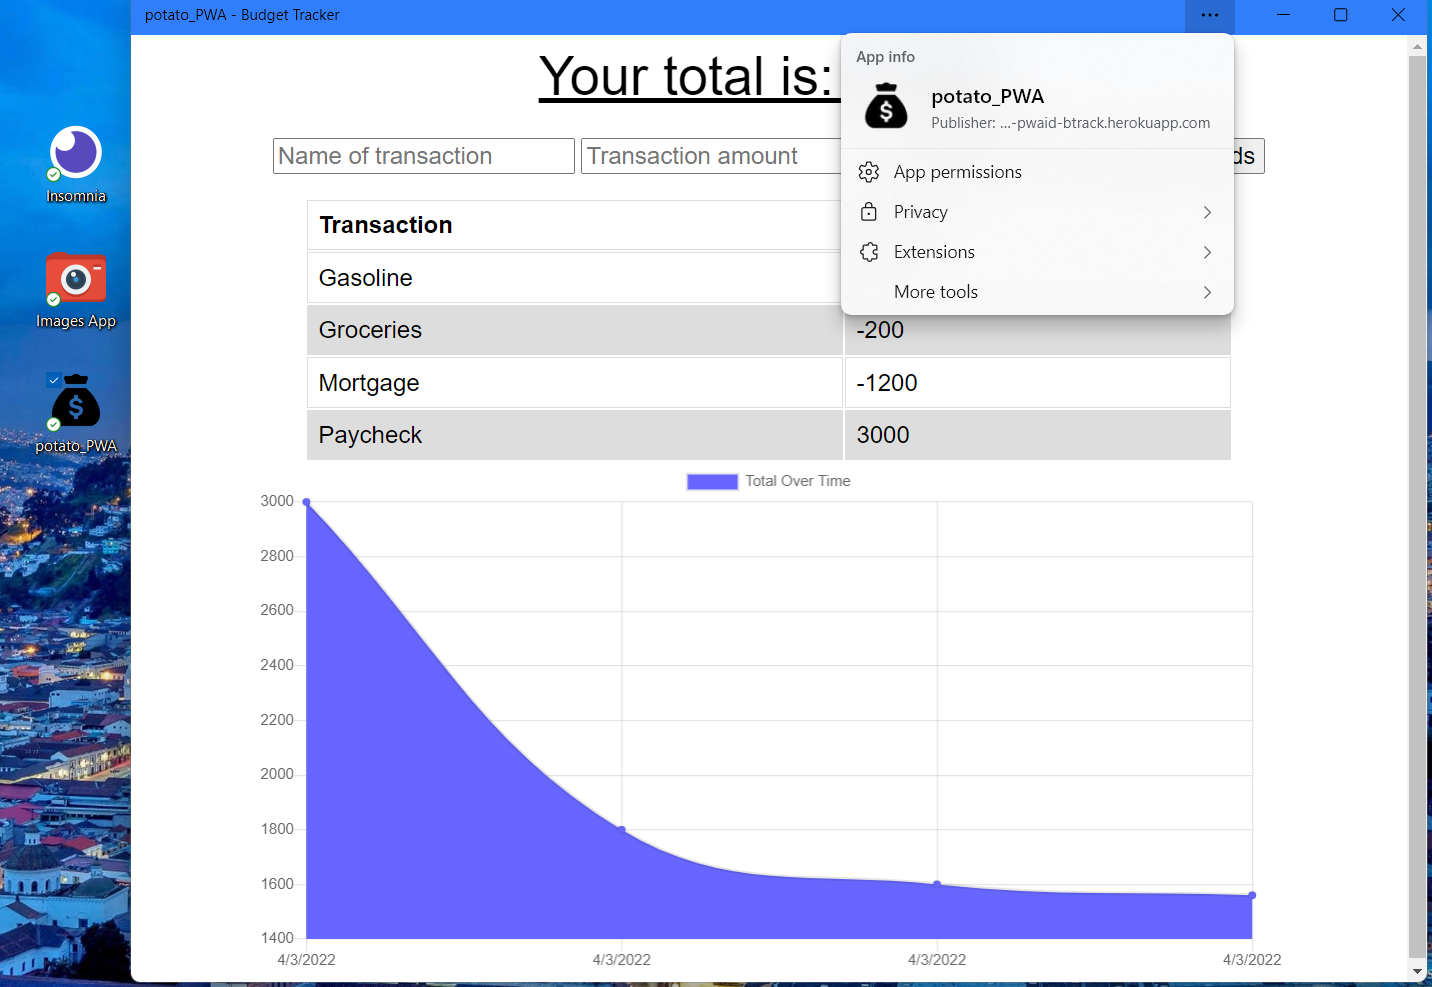 potato_PWA - Budget Tracker
Insomnia
Images App
potato_PWA
Your total is:
App info
potato_PWA
Publisher: ...-pwaid-btrack.herokuapp.com
App permissions
Privacy
Extensions
More tools
Name of transaction
Transaction amount
ds
Transaction
Gasoline
Groceries -200
Mortgage -1200
Paycheck 3000
Total Over Time
3000
2800
2600
2400
2200
2000
1800
1600
1400
4/3/2022 4/3/2022 4/3/2022 4/3/2022